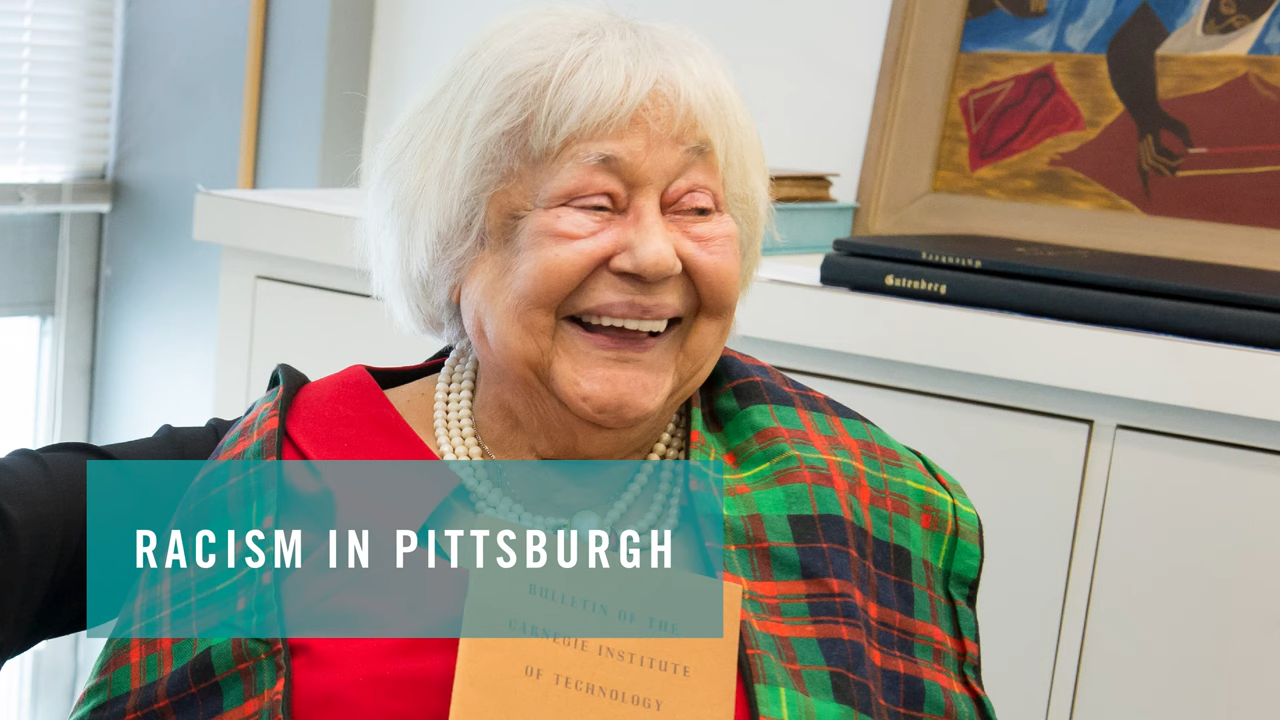 Gutenberg
RACISM IN PITTSBURGH
BULLETIN OF THE
CARNEGIE INSTITUTE
OF TECHNOLOGY